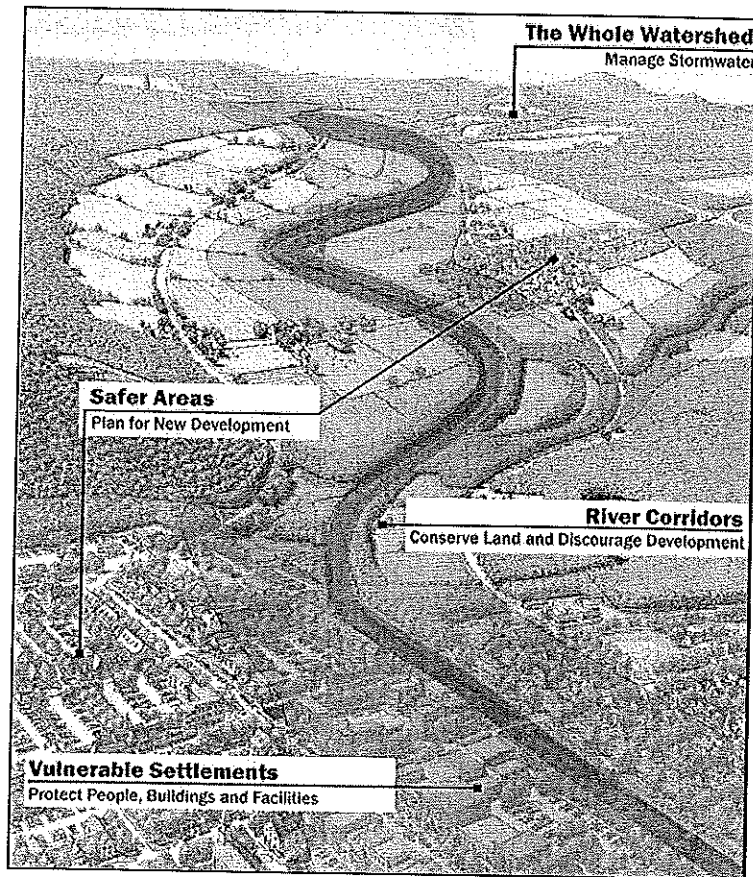 The Whole Watershed
Manage Stormwater
Safer Areas
Plan for New Development
River Corridors
Conserve Land and Discourage Development
Vulnerable Settlements
Protect People, Buildings and Facilities